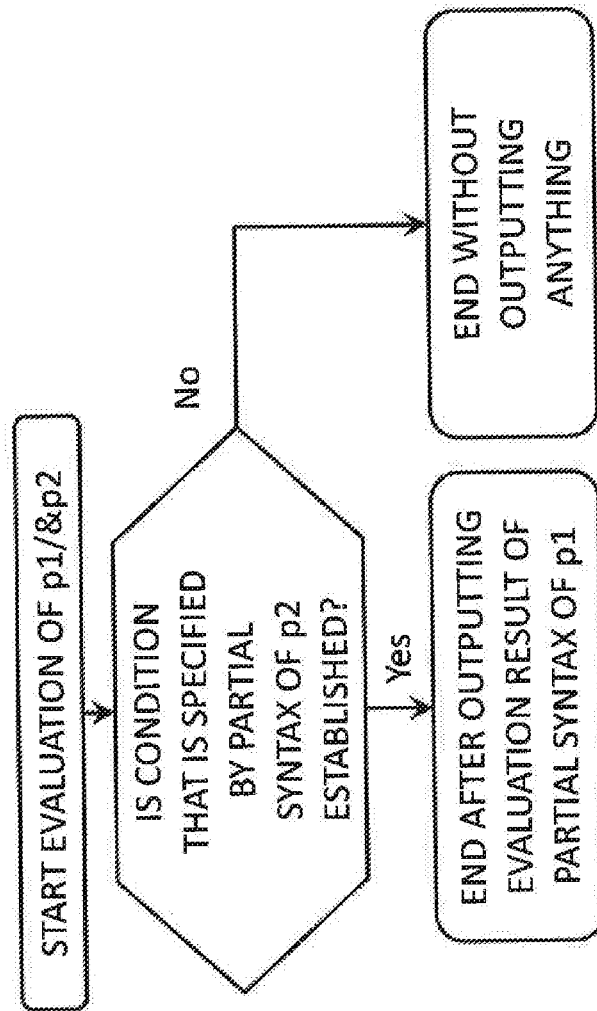 START EVALUATION OF p1/&p2
IS CONDITION
THAT IS SPECIFIED
BY PARTIAL
SYNTAX OF p2
ESTABLISHED?
No
Yes
END AFTER OUTPUTTING
EVALUATION RESULT OF
PARTIAL SYNTAX OF p1
END WITHOUT
OUTPUTTING
ANYTHING